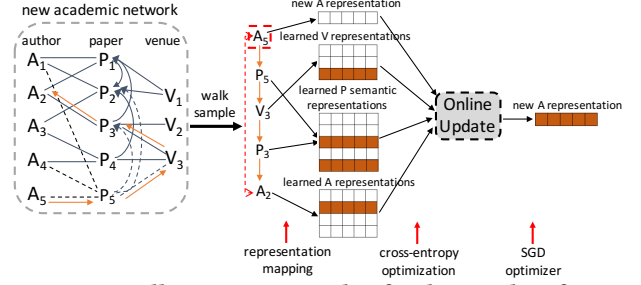 new academic network
author paper venue
A1 P1
A2 P2 V1
A3 P3 V2
A4 P4 V3
A5 P5
walk
sample
A5
P5
V3
P3
A2
new A representation
learned V representations
learned P semantic
representations
learned A representations
Online
Update
new A representation
representation
mapping
cross-entropy
optimization
SGD
optimizer